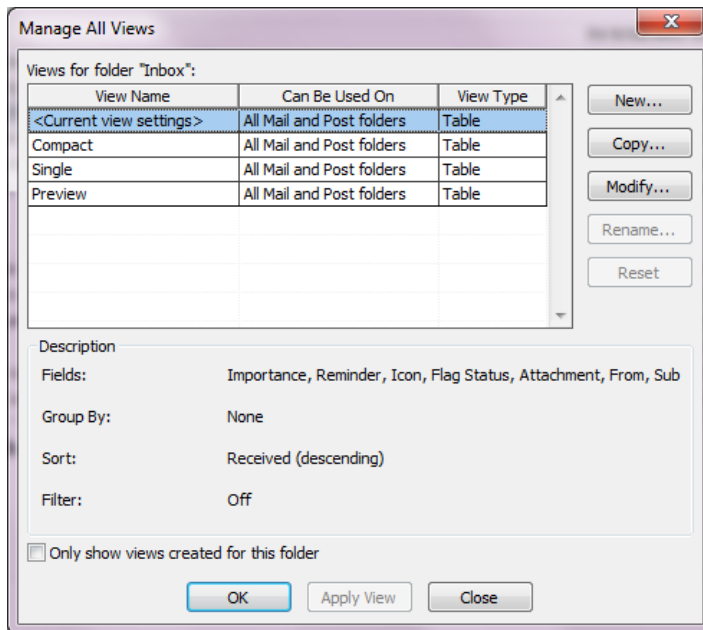 Manage All Views
Views for folder "Inbox":
View Name Can Be Used On View Type
<Current view settings> All Mail and Post folders Table
Compact All Mail and Post folders Table
Single All Mail and Post folders Table
Preview All Mail and Post folders Table
New...
Copy...
Modify...
Rename...
Reset
Description
Fields: Importance, Reminder, Icon, Flag Status, Attachment, From, Sub
Group By: None
Sort: Received (descending)
Filter: Off
Only show views created for this folder
OK Apply View Close